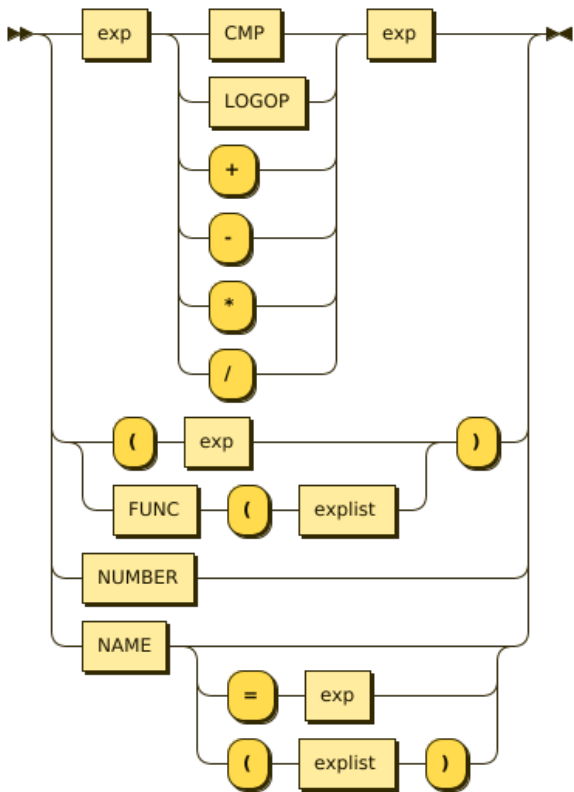 exp CMP exp
LOGOP
+
-
*
/
( exp )
FUNC ( explist
NUMBER
NAME
= exp
( explist )